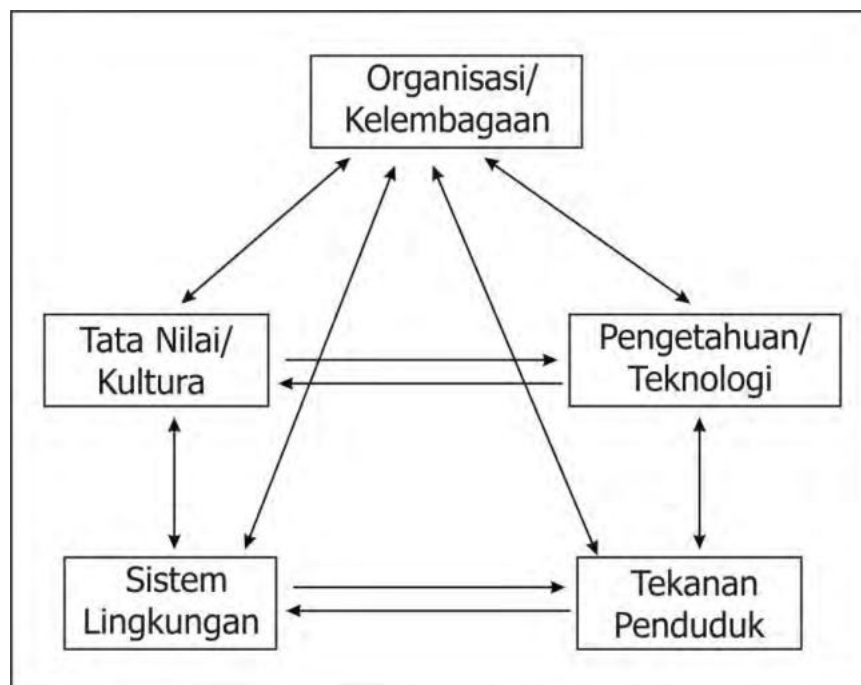 Organisasi/
Kelembagaan
Tata Nilai/
Kultura
Pengetahuan/
Teknologi
Sistem
Lingkungan
Tekanan
Penduduk